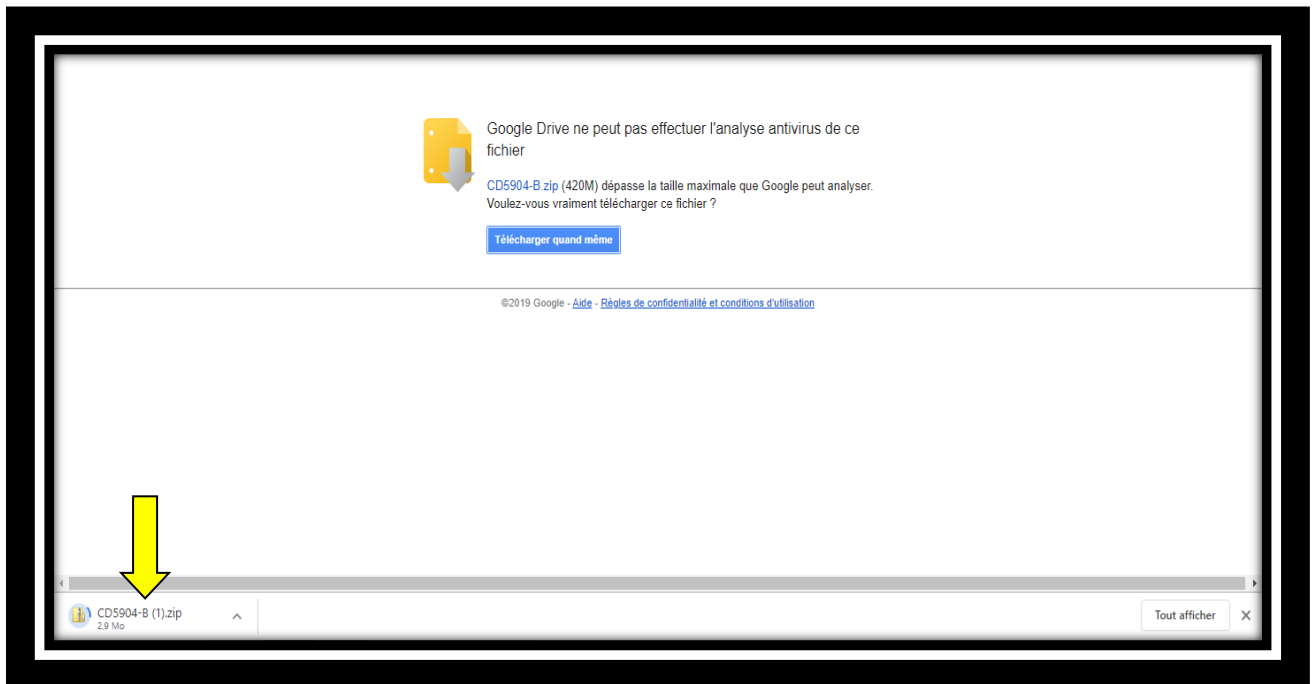 Google Drive ne peut pas effectuer l'analyse antivirus de ce
fichier
CD5904-B.zip (420M) dépasse la taille maximale que Google peut analyser.
Voulez-vous vraiment télécharger ce fichier ?
Télécharger quand même
©2019 Google - Aide - Règles de confidentialité et conditions d'utilisation
CD5904-B (1).zip
2,9 Mo
Tout afficher